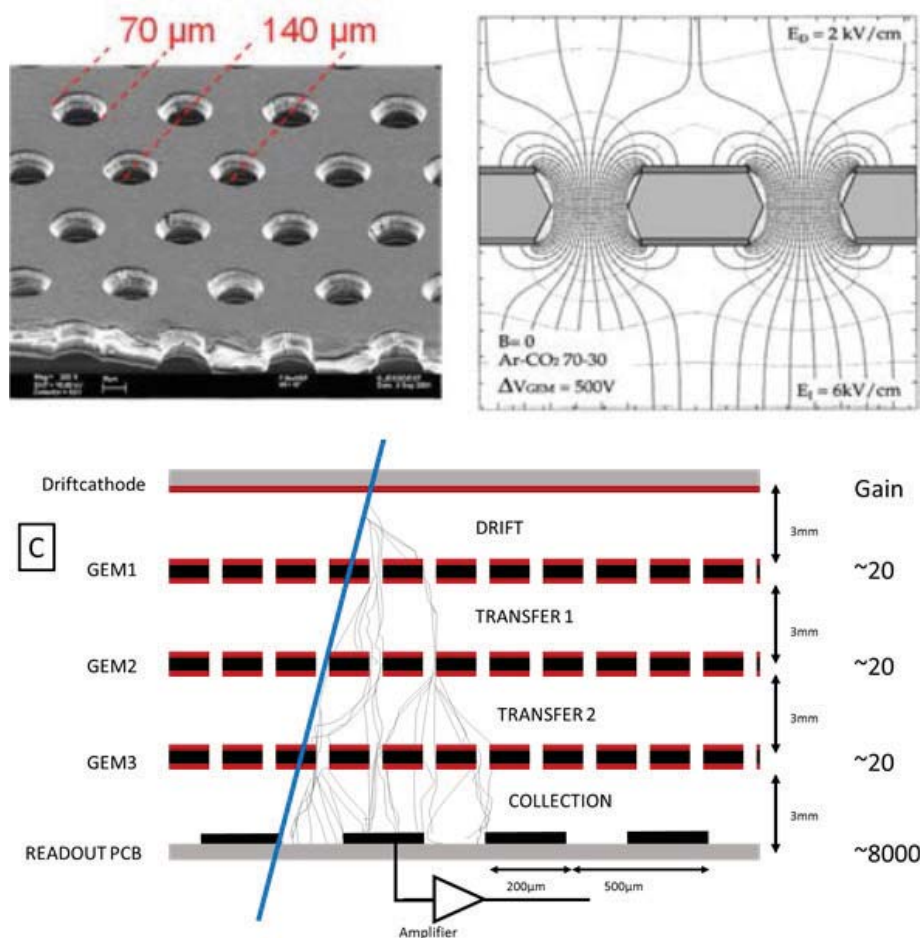 70 µm
140 µm
E_D = 2 kV/cm
B= 0
Ar-CO₂ 70-30
ΔV_GEM = 500V
E_I = 6kV/cm
Driftcathode
Gain
C
DRIFT
3mm
GEM1
~20
TRANSFER 1
3mm
GEM2
~20
TRANSFER 2
3mm
GEM3
~20
COLLECTION
3mm
READOUT PCB
~8000
200µm
500µm
Amplifier